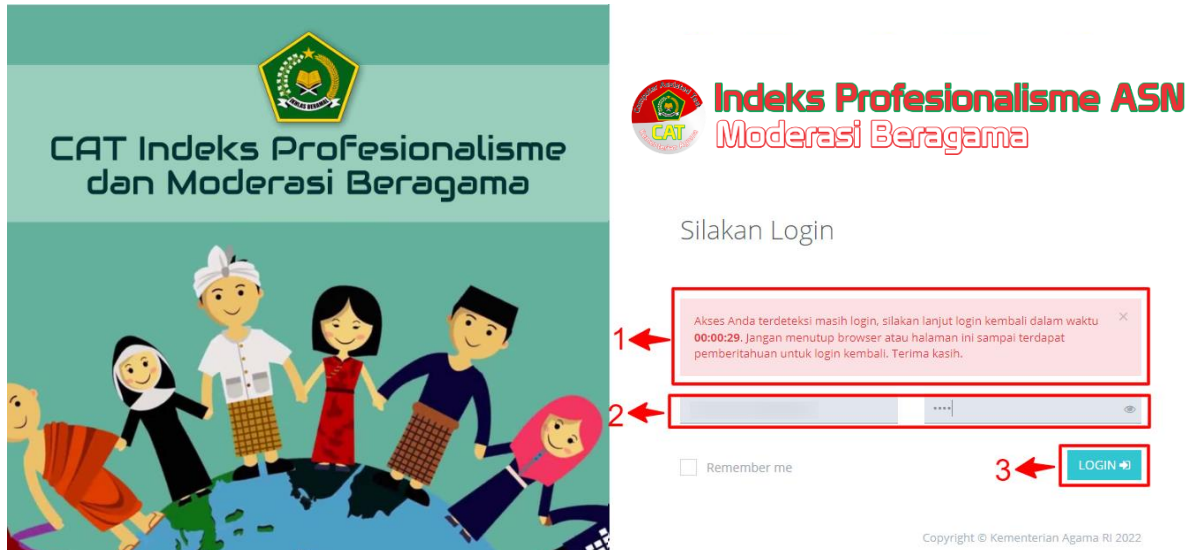 IKHLAS BERAMAL
CAT Indeks Profesionalisme
dan Moderasi Beragama
CAT
Indeks Profesionalisme ASN
Moderasi Beragama
Silakan Login
1
Akses Anda terdeteksi masih login, silakan lanjut login kembali dalam waktu
00:00:29. Jangan menutup browser atau halaman ini sampai terdapat
pemberitahuan untuk login kembali. Terima kasih.
×
2
••••
Remember me
3
LOGIN
Copyright © Kementerian Agama RI 2022